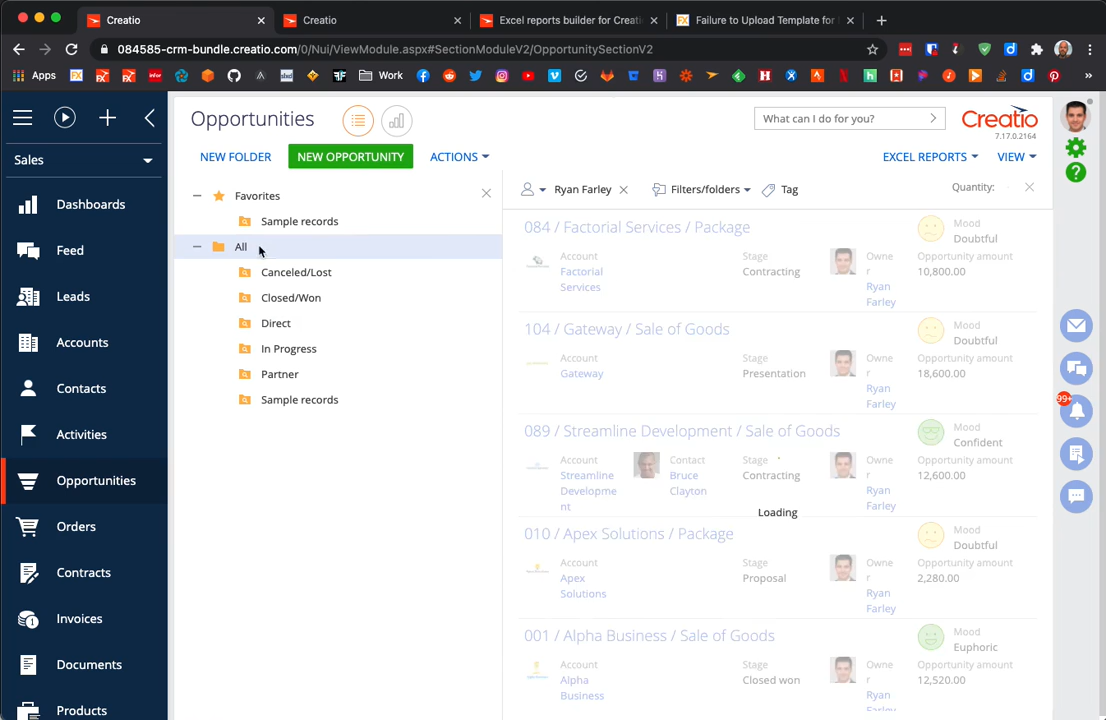 Creatio
Creatio
Excel reports builder for Creati
Failure to Upload Template for
084585-crm-bundle.creatio.com/0/Nui/ViewModule.aspx#SectionModuleV2/OpportunitySectionV2
Apps
Work
Sales
Dashboards
Feed
Leads
Accounts
Contacts
Activities
Opportunities
Orders
Contracts
Invoices
Documents
Products
Opportunities
What can I do for you?
Creatio
7.17.0.2164
NEW FOLDER
NEW OPPORTUNITY
ACTIONS
EXCEL REPORTS
VIEW
Favorites
Sample records
All
Canceled/Lost
Closed/Won
Direct
In Progress
Partner
Sample records
Ryan Farley
Filters/folders
Tag
Quantity:
084 / Factorial Services / Package
Mood
Doubtful
Account
Factorial
Services
Stage
Contracting
Owne
r
Ryan
Farley
Opportunity amount
10,800.00
104 / Gateway / Sale of Goods
Mood
Doubtful
Account
Gateway
Stage
Presentation
Owne
r
Ryan
Farley
Opportunity amount
18,600.00
089 / Streamline Development / Sale of Goods
Mood
Confident
Account
Streamline
Developme
nt
Contact
Bruce
Clayton
Stage
Contracting
Owne
r
Ryan
Farley
Opportunity amount
12,600.00
Loading
010 / Apex Solutions / Package
Mood
Doubtful
Account
Apex
Solutions
Stage
Proposal
Owne
r
Ryan
Farley
Opportunity amount
2,280.00
001 / Alpha Business / Sale of Goods
Mood
Euphoric
Account
Alpha
Business
Stage
Closed won
Owne
r
Ryan
Farley
Opportunity amount
12,520.00
99+